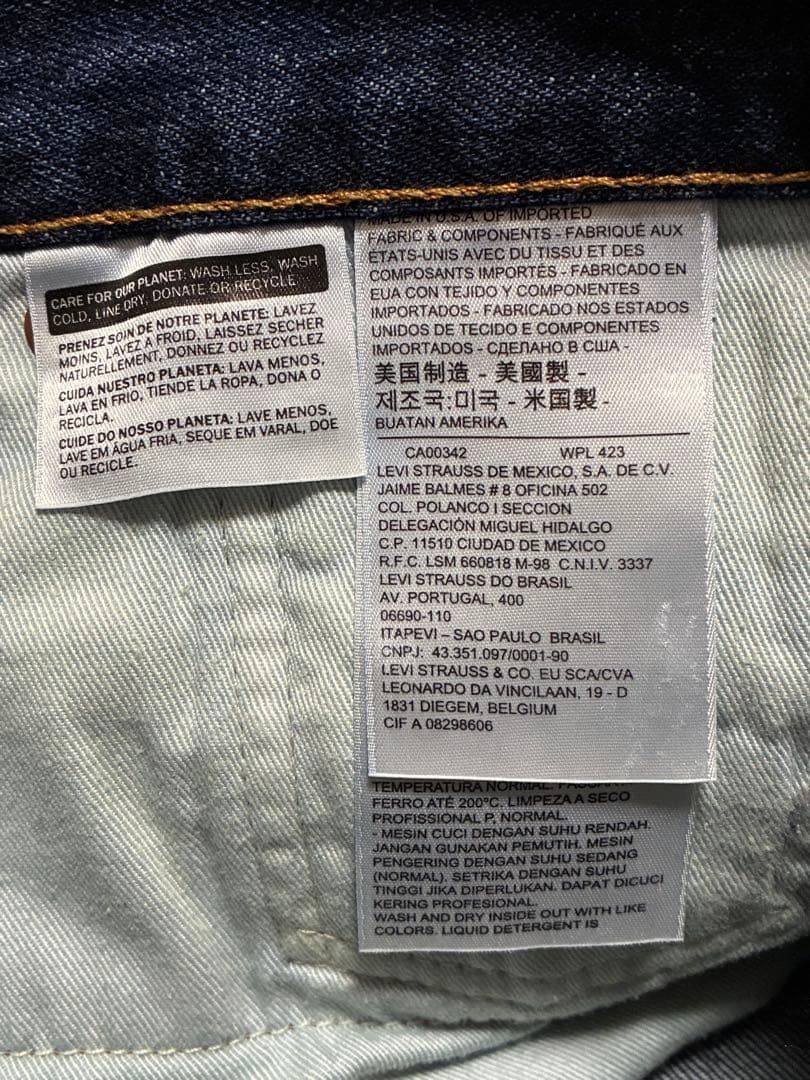 CARE FOR OUR PLANET: WASH LESS, WASH
COLD, LINE DRY, DONATE OR RECYCLE.
PRENEZ SOIN DE NOTRE PLANETE: LAVEZ
MOINS, LAVEZ A FROID, LAISSEZ SECHER
NATURELLEMENT, DONNEZ OU RECYCLEZ
CUIDA NUESTRO PLANETA: LAVA MENOS,
LAVA EN FRIO, TIENDE LA ROPA, DONA O
RECICLA.
CUIDE DO NOSSO PLANETA: LAVE MENOS,
LAVE EM ÁGUA FRIA, SEQUE EM VARAL, DOE
OU RECICLE.
MADE IN U.S.A. OF IMPORTED
FABRIC & COMPONENTS - FABRIQUÉ AUX
ÉTATS-UNIS AVEC DU TISSU ET DES
COMPOSANTS IMPORTÉS - FABRICADO EN
EUA CON TEJIDO Y COMPONENTES
IMPORTADOS - FABRICADO NOS ESTADOS
UNIDOS DE TECIDO E COMPONENTES
IMPORTADOS - СДЕЛАНО В США -
美国制造 - 美國製 -
제조국:미국 - 米国製 -
BUATAN AMERIKA
CA00342 WPL 423
LEVI STRAUSS DE MEXICO, S.A. DE C.V.
JAIME BALMES # 8 OFICINA 502
COL. POLANCO I SECCION
DELEGACIÓN MIGUEL HIDALGO
C.P. 11510 CIUDAD DE MEXICO
R.F.C. LSM 660818 M-98 C.N.I.V. 3337
LEVI STRAUSS DO BRASIL
AV. PORTUGAL, 400
06690-110
ITAPEVI – SAO PAULO BRASIL
CNPJ: 43.351.097/0001-90
LEVI STRAUSS & CO. EU SCA/CVA
LEONARDO DA VINCILAAN, 19 - D
1831 DIEGEM, BELGIUM
CIF A 08298606
TEMPERATURA NORMAL. PASSAR A
FERRO ATÉ 200°C. LIMPEZA A SECO
PROFISSIONAL P, NORMAL.
- MESIN CUCI DENGAN SUHU RENDAH.
JANGAN GUNAKAN PEMUTIH. MESIN
PENGERING DENGAN SUHU SEDANG
(NORMAL). SETRIKA DENGAN SUHU
TINGGI JIKA DIPERLUKAN. DAPAT DICUCI
KERING PROFESIONAL.
WASH AND DRY INSIDE OUT WITH LIKE
COLORS. LIQUID DETERGENT IS